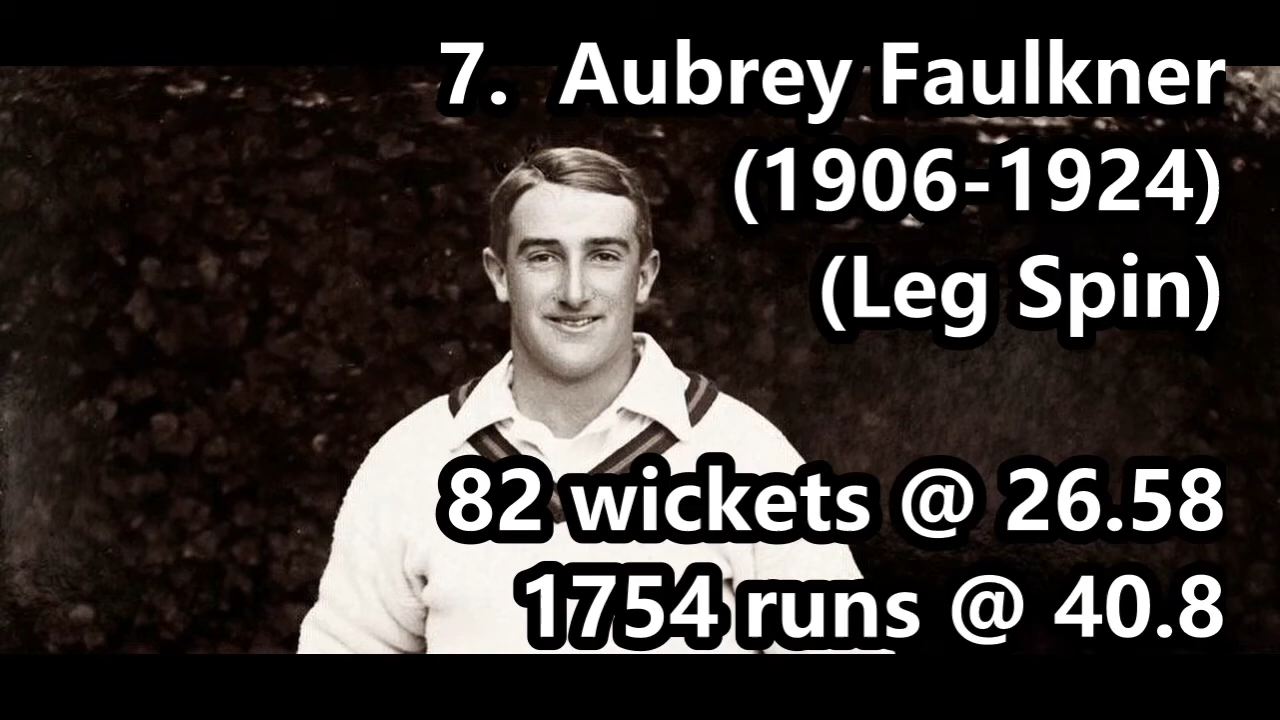 7. Aubrey Faulkner
(1906-1924)
(Leg Spin)
82 wickets @ 26.58
1754 runs @ 40.8